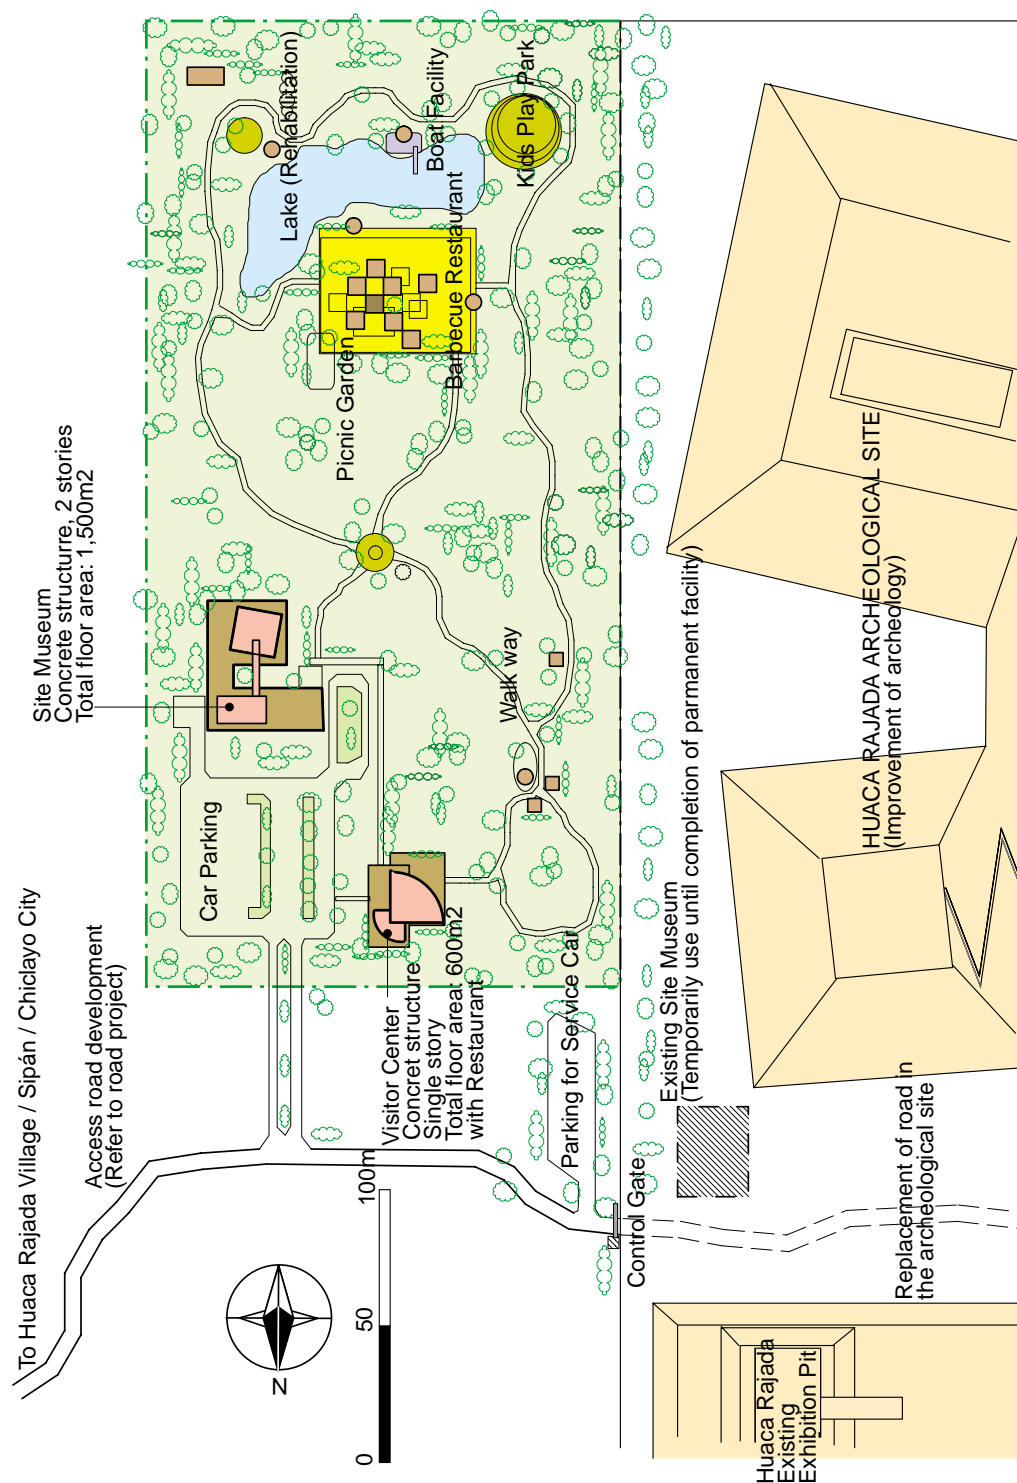 Site Museum
Concrete structurre, 2 stories
Total floor area: 1,500m2
Lake (Rehabilitation)
Boat Facility
Kids Play Park
Picnic Garden
Barbecue Restaurant
Walk way
Car Parking
To Huaca Rajada Village / Sipán / Chiclayo City
Access road development
(Refer to road project)
Visitor Center
Concret structure
Single story
Total floor area: 600m2
with Restaurant
Parking for Service Car
Control Gate
Existing Site Museum
(Temporarily use until completion of parmanent facility)
HUACA RAJADA ARCHEOLOGICAL SITE
(Improvement of archeology)
Replacement of road in
the archeological site
Huaca Rajada
Existing
Exhibition Pit
N
0
50
100m